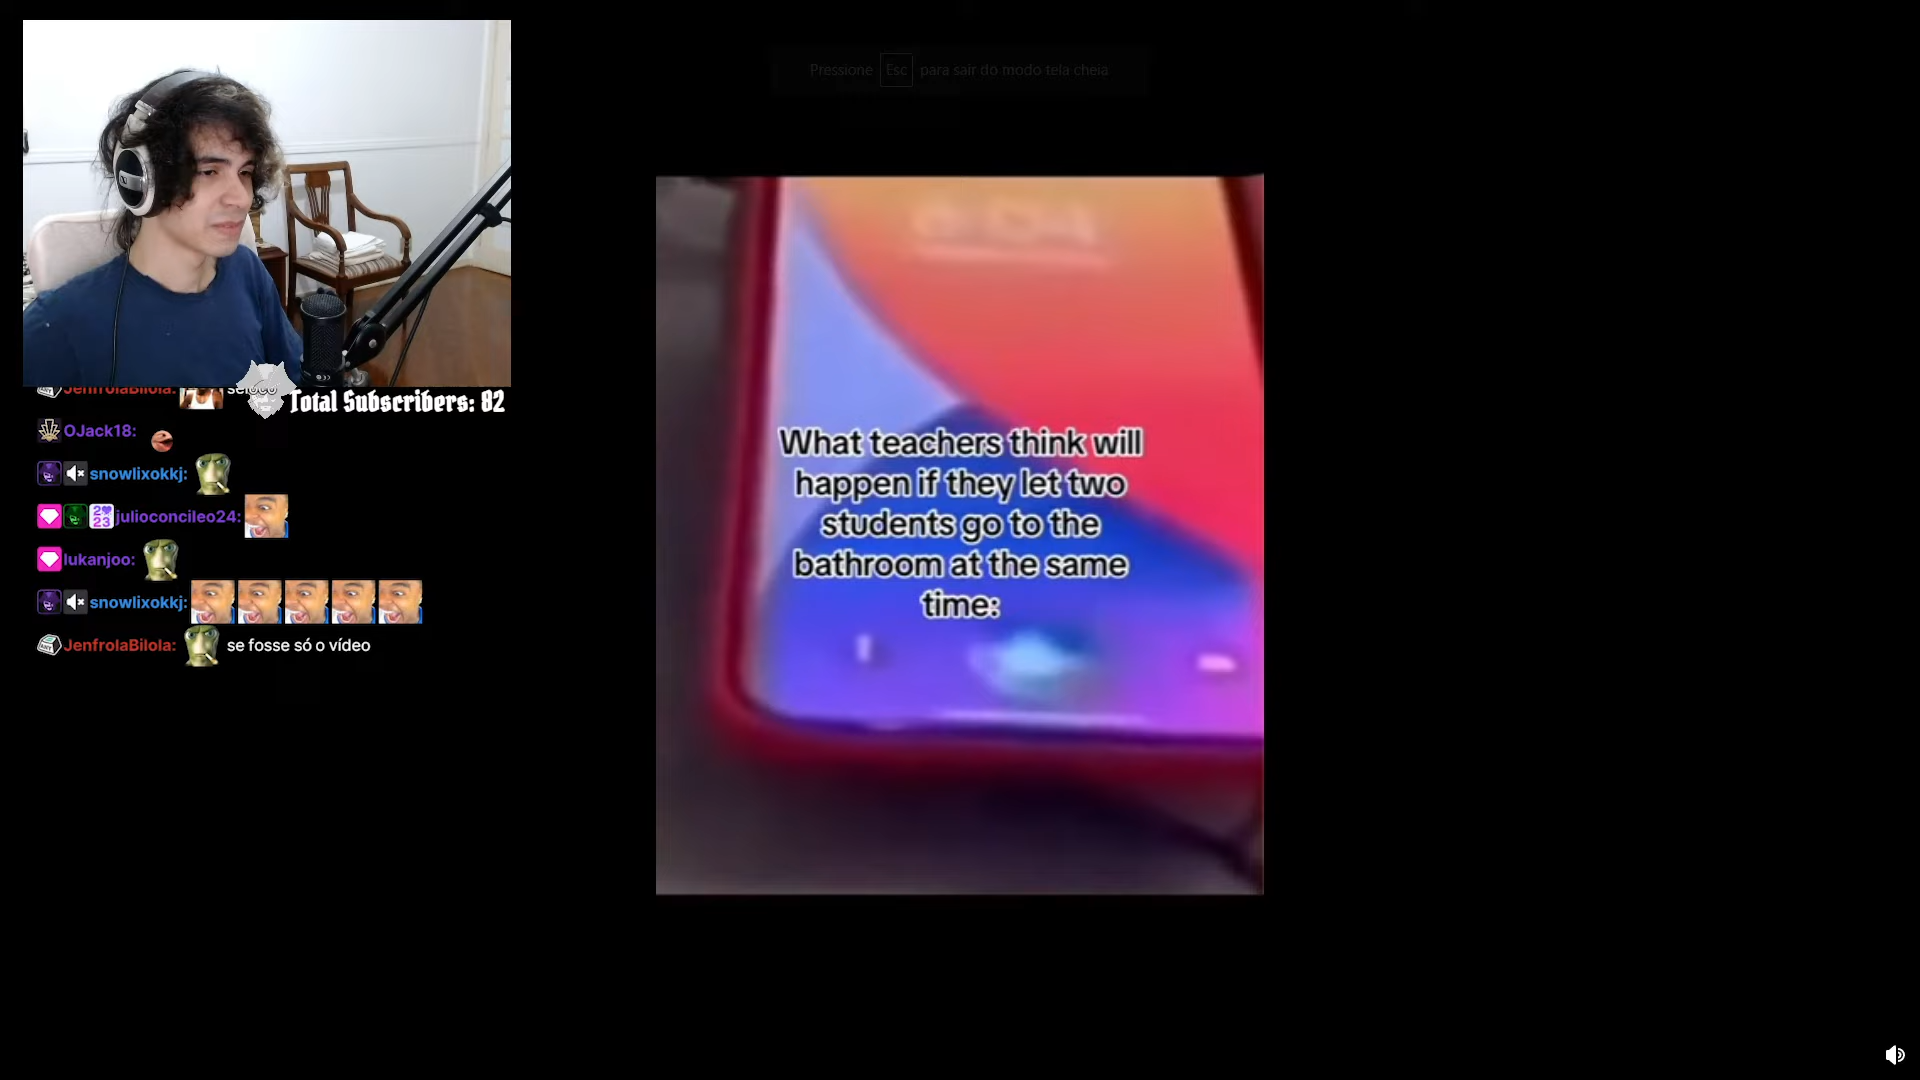 Pressione Esc para sair do modo tela cheia
JenfrolaBilola: seloco
Total Subscribers: 82
OJack18:
snowlixokkj:
julioconcileo24:
lukanjoo:
snowlixokkj:
JenfrolaBilola: se fosse só o vídeo
What teachers think will
happen if they let two
students go to the
bathroom at the same
time: